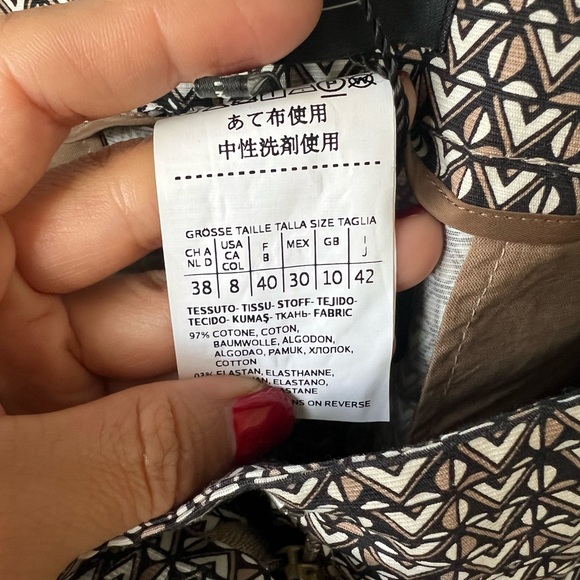 あて布使用
中性洗剤使用
GRÖSSE TAILLE TALLA SIZE TAGLIA
CH A NL D USA CA COL F B MEX GB I J
38 8 40 30 10 42
TESSUTO- TISSU- STOFF- TEJIDO-
TECIDO- KUMAŞ- ТКАНЬ- FABRIC
97% COTONE, COTON,
BAUMWOLLE, ALGODON,
ALGODAO, PAMUK, ХЛОПОК,
COTTON
03% ELASTAN, ELASTHANNE,
ELASTANO,
ON REVERSE